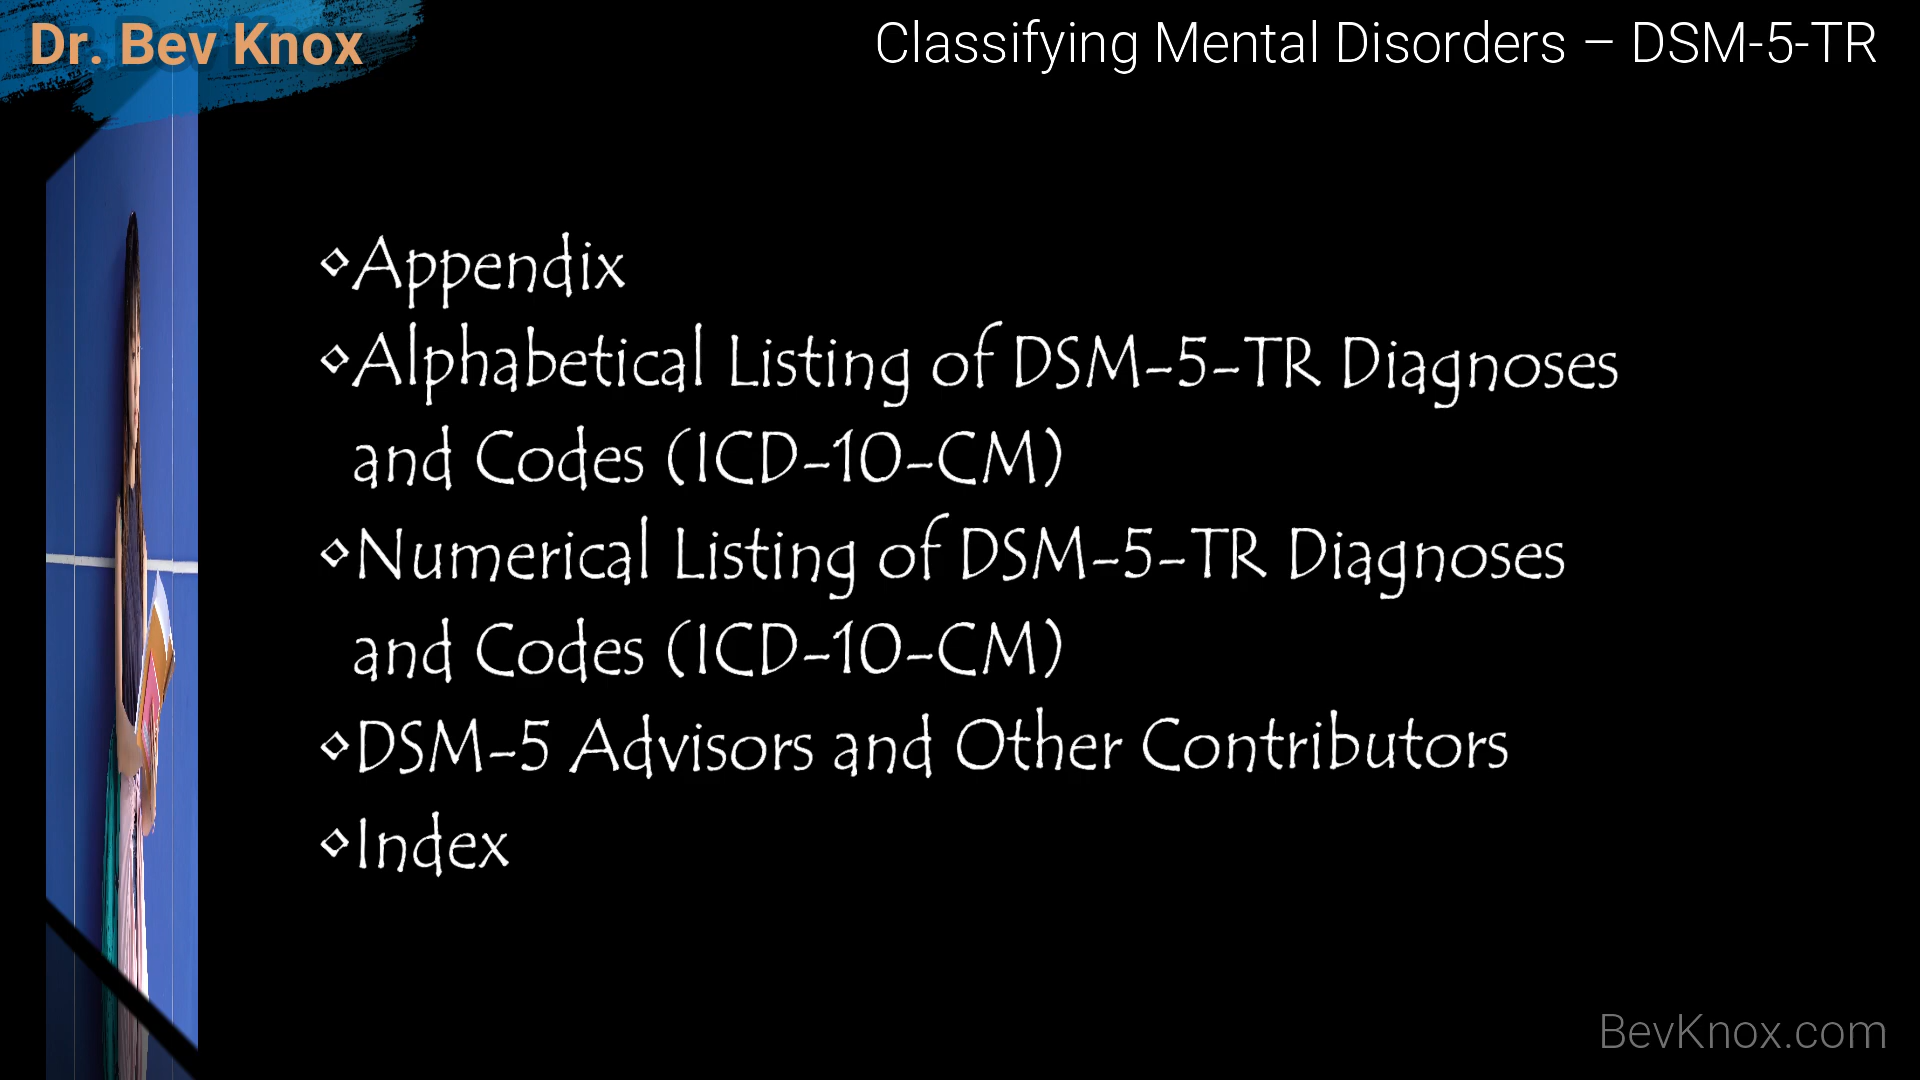 Dr. Bev Knox
Classifying Mental Disorders – DSM-5-TR
⋄Appendix
⋄Alphabetical Listing of DSM-5-TR Diagnoses
and Codes (ICD-10-CM)
⋄Numerical Listing of DSM-5-TR Diagnoses
and Codes (ICD-10-CM)
⋄DSM-5 Advisors and Other Contributors
⋄Index
BevKnox.com